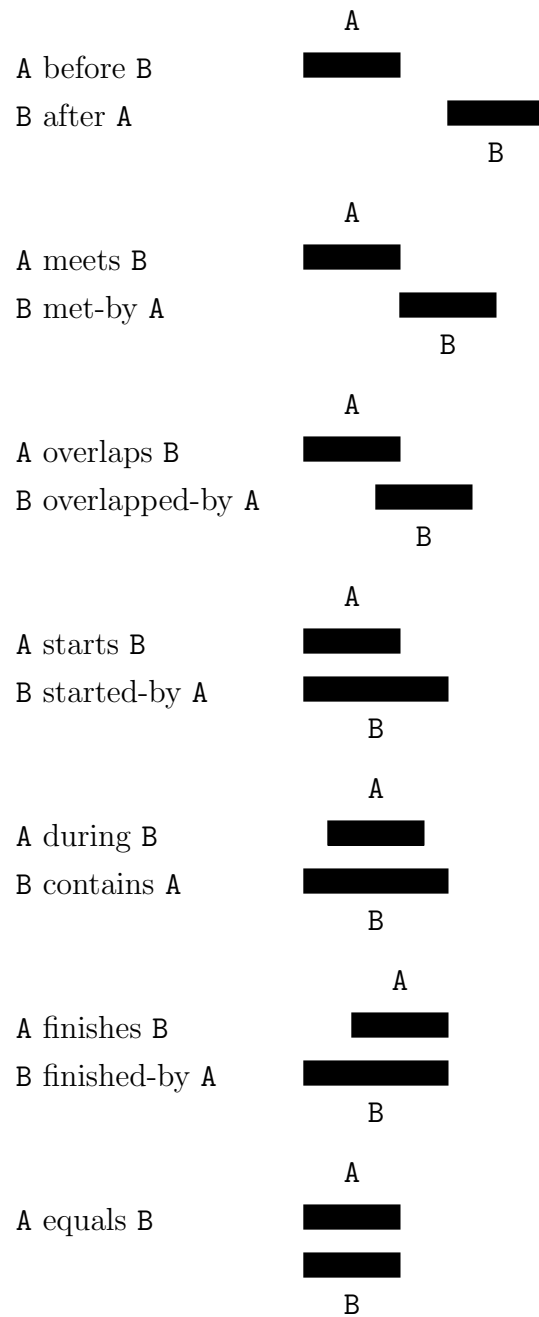 A
A before B
B after A
B
A
A meets B
B met-by A
B
A
A overlaps B
B overlapped-by A
B
A
A starts B
B started-by A
B
A
A during B
B contains A
B
A
A finishes B
B finished-by A
B
A
A equals B
B